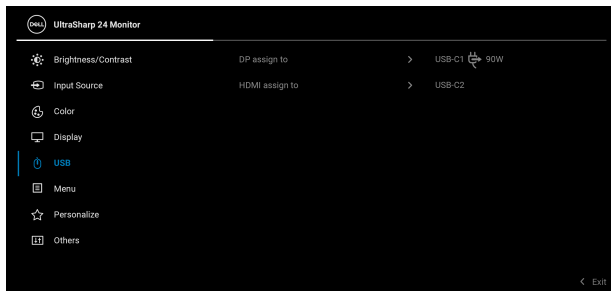 DELL UltraSharp 24 Monitor
Brightness/Contrast DP assign to > USB-C1 90W
Input Source HDMI assign to > USB-C2
Color
Display
USB
Menu
Personalize
Others
< Exit